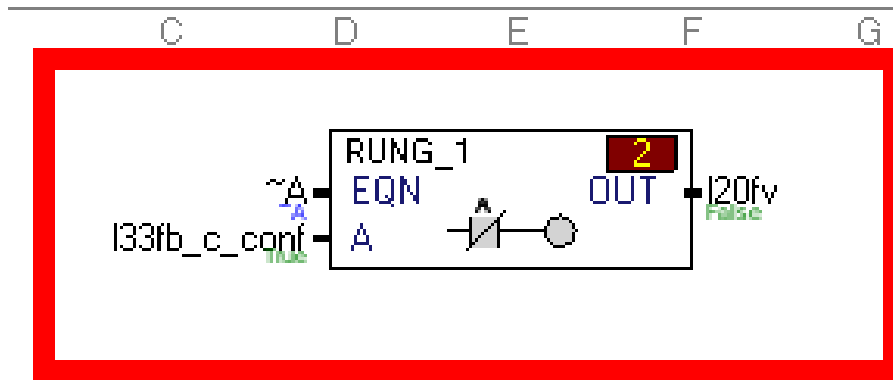 C D E F G
RUNG_1 2
~A EQN OUT l20fv
~A A False
l33fb_c_conf A
True